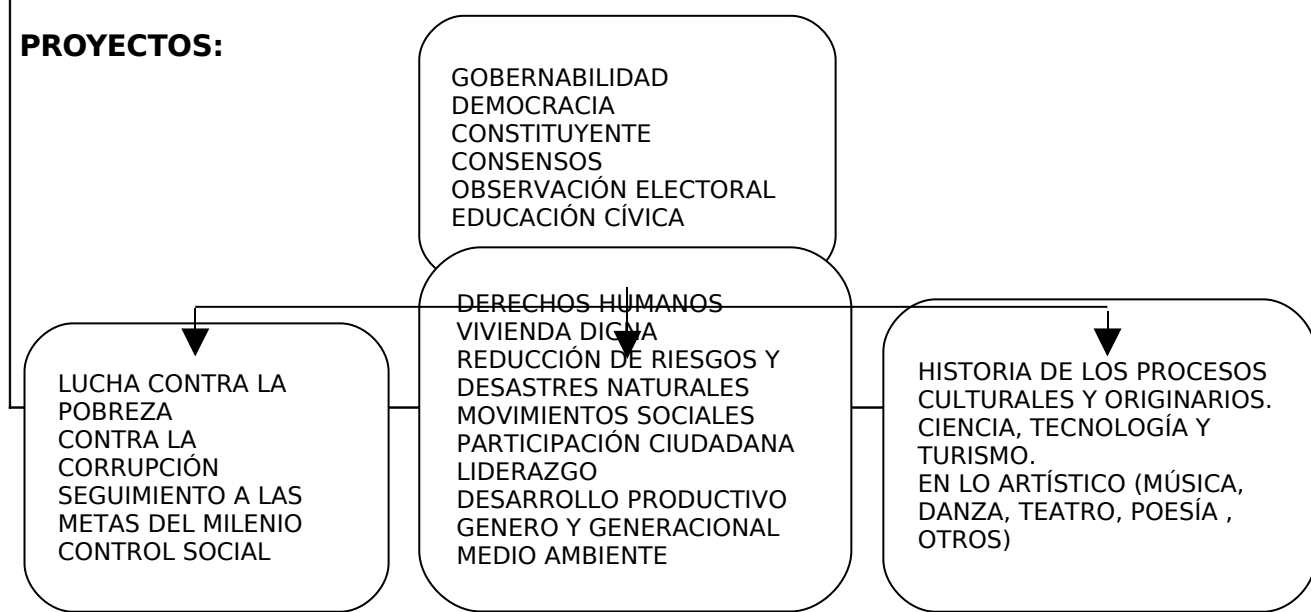 PROYECTOS:
GOBERNABILIDAD
DEMOCRACIA
CONSTITUYENTE
CONSENSOS
OBSERVACIÓN ELECTORAL
EDUCACIÓN CÍVICA
LUCHA CONTRA LA
POBREZA
CONTRA LA
CORRUPCIÓN
SEGUIMIENTO A LAS
METAS DEL MILENIO
CONTROL SOCIAL
DERECHOS HUMANOS
VIVIENDA DIGNA
REDUCCIÓN DE RIESGOS Y
DESASTRES NATURALES
MOVIMIENTOS SOCIALES
PARTICIPACIÓN CIUDADANA
LIDERAZGO
DESARROLLO PRODUCTIVO
GENERO Y GENERACIONAL
MEDIO AMBIENTE
HISTORIA DE LOS PROCESOS
CULTURALES Y ORIGINARIOS.
CIENCIA, TECNOLOGÍA Y
TURISMO.
EN LO ARTÍSTICO (MÚSICA,
DANZA, TEATRO, POESÍA ,
OTROS)